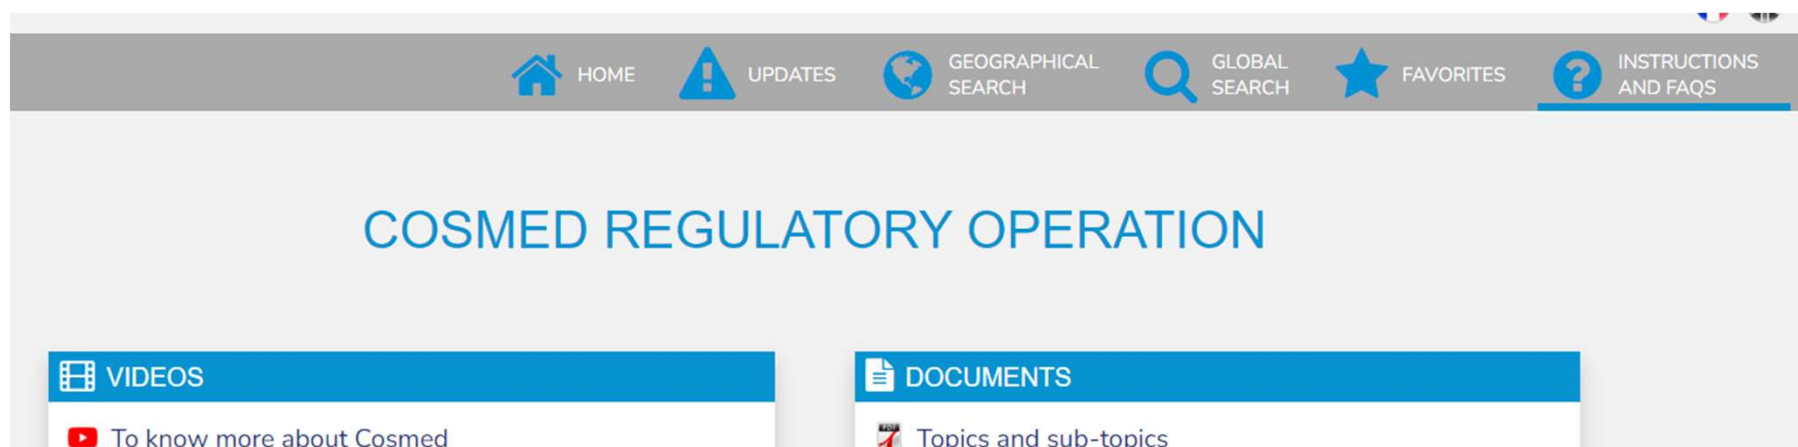 HOME
UPDATES
GEOGRAPHICAL
SEARCH
GLOBAL
SEARCH
FAVORITES
INSTRUCTIONS
AND FAQS
COSMED REGULATORY OPERATION
VIDEOS
To know more about Cosmed
DOCUMENTS
Topics and sub-topics